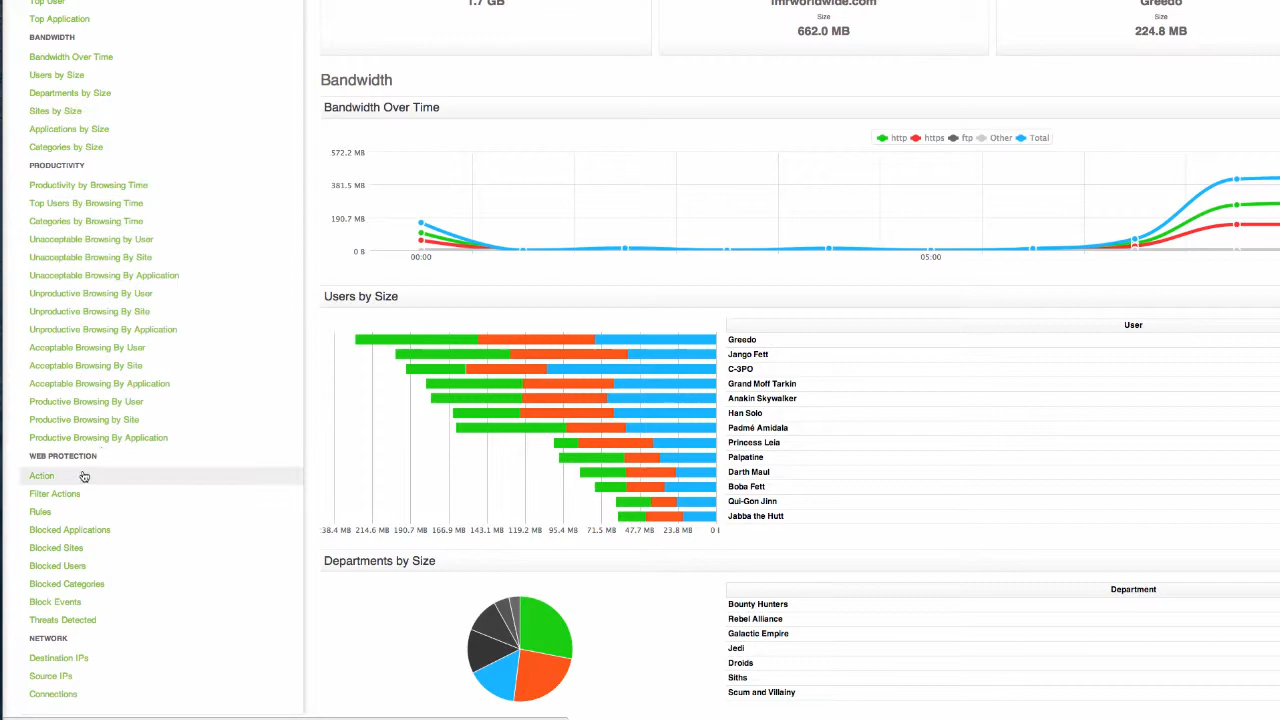 Top User
Top Application
BANDWIDTH
Bandwidth Over Time
Users by Size
Departments by Size
Sites by Size
Applications by Size
Categories by Size
PRODUCTIVITY
Productivity by Browsing Time
Top Users By Browsing Time
Categories by Browsing Time
Unacceptable Browsing by User
Unacceptable Browsing By Site
Unacceptable Browsing By Application
Unproductive Browsing By User
Unproductive Browsing By Site
Unproductive Browsing By Application
Acceptable Browsing By User
Acceptable Browsing By Site
Acceptable Browsing By Application
Productive Browsing By User
Productive Browsing by Site
Productive Browsing By Application
WEB PROTECTION
Action
Filter Actions
Rules
Blocked Applications
Blocked Sites
Blocked Users
Blocked Categories
Block Events
Threats Detected
NETWORK
Destination IPs
Source IPs
Connections
1.7 GB
imrworldwide.com
Size
662.0 MB
Greedo
Size
224.8 MB
Bandwidth
Bandwidth Over Time
http https ftp Other Total
572.2 MB
381.5 MB
190.7 MB
0 B
00:00 05:00
Users by Size
User
Greedo
Jango Fett
C-3PO
Grand Moff Tarkin
Anakin Skywalker
Han Solo
Padmé Amidala
Princess Leia
Palpatine
Darth Maul
Boba Fett
Qui-Gon Jinn
Jabba the Hutt
38.4 MB 214.6 MB 190.7 MB 166.9 MB 143.1 MB 119.2 MB 95.4 MB 71.5 MB 47.7 MB 23.8 MB 0
Departments by Size
Department
Bounty Hunters
Rebel Alliance
Galactic Empire
Jedi
Droids
Siths
Scum and Villainy